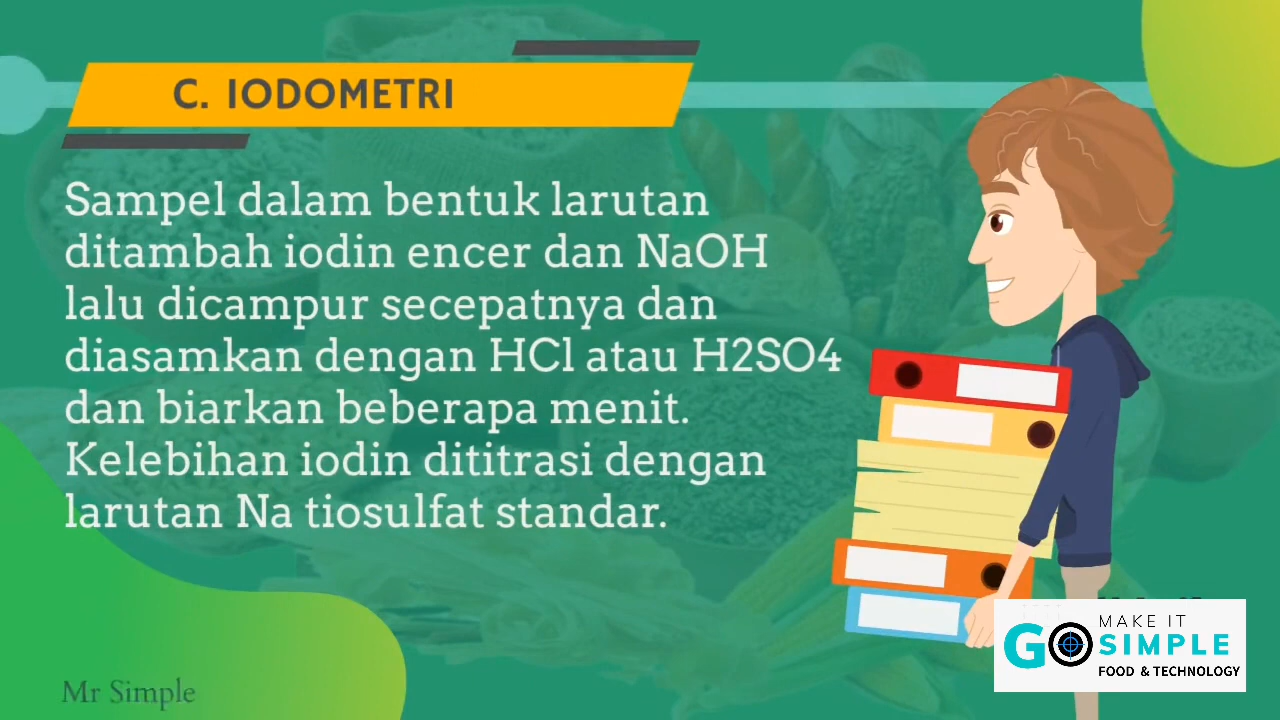 C. IODOMETRI
Sampel dalam bentuk larutan
ditambah iodin encer dan NaOH
lalu dicampur secepatnya dan
diasamkan dengan HCl atau H2SO4
dan biarkan beberapa menit.
Kelebihan iodin dititrasi dengan
larutan Na tiosulfat standar.
MAKE IT
GO SIMPLE
FOOD & TECHNOLOGY
Mr Simple